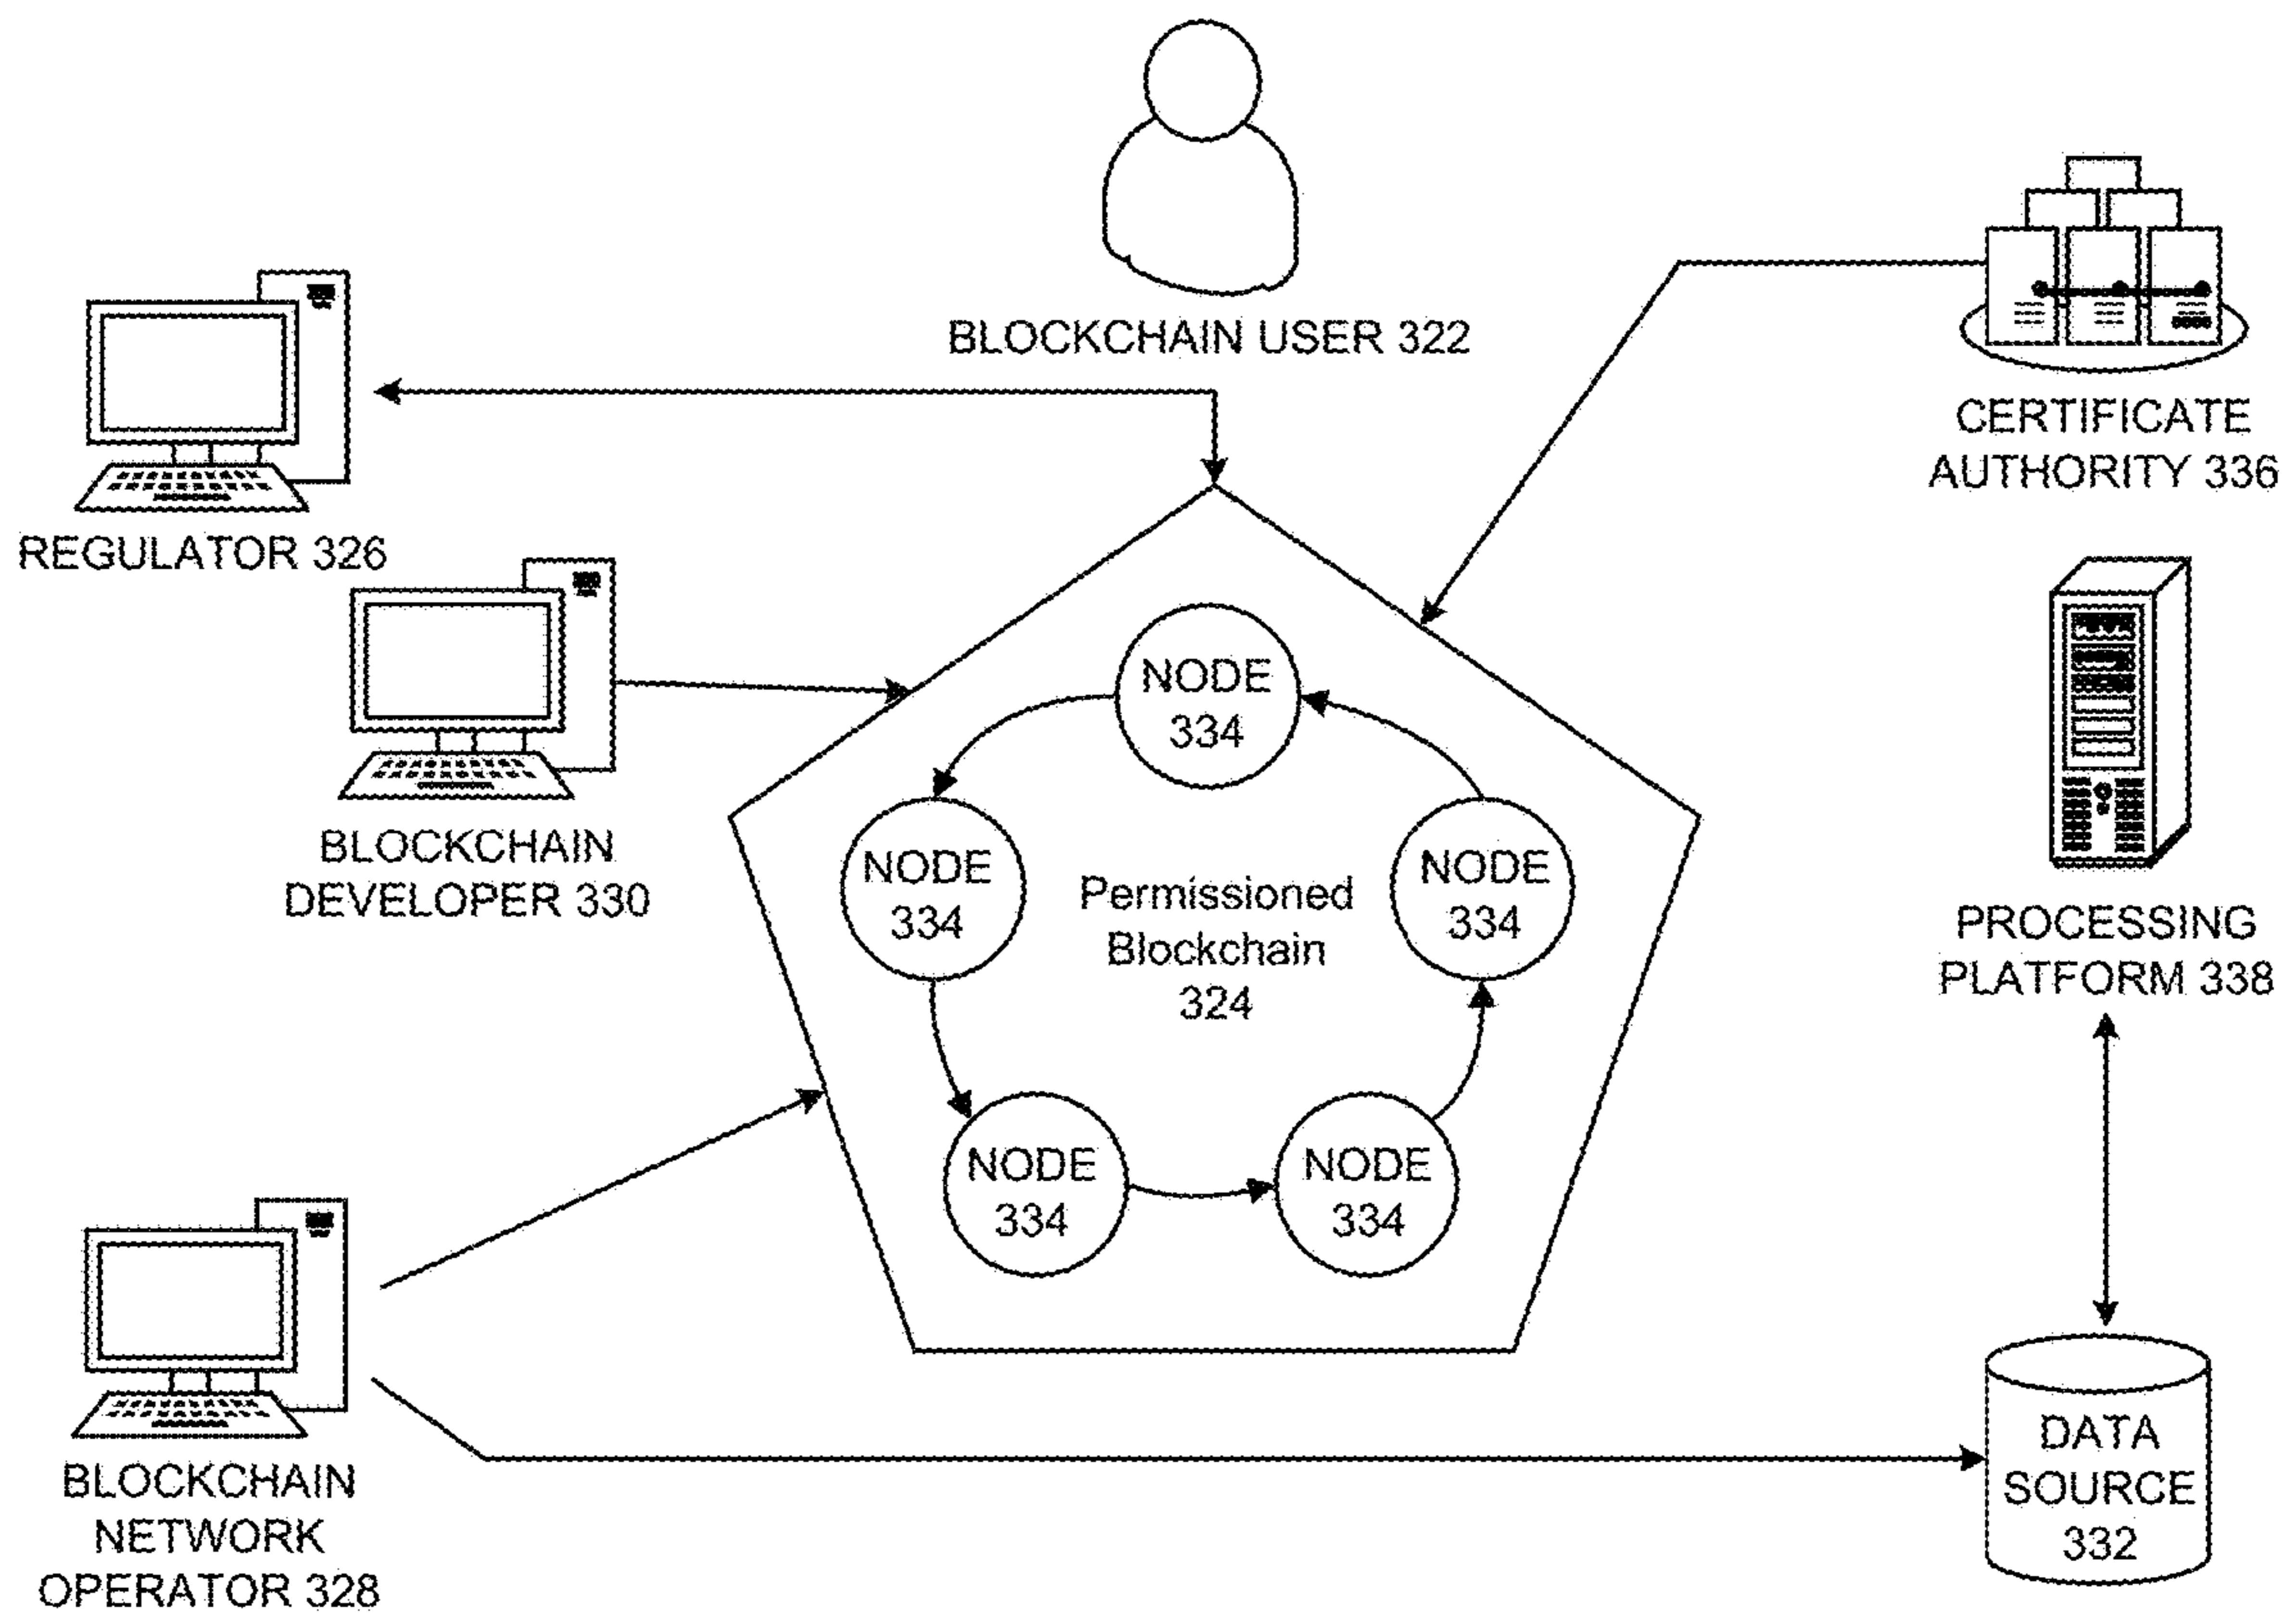 BLOCKCHAIN USER 322
CERTIFICATE
AUTHORITY 336
REGULATOR 326
BLOCKCHAIN
DEVELOPER 330
NODE
334
NODE
334
Permissioned
Blockchain
324
NODE
334
NODE
334
NODE
334
PROCESSING
PLATFORM 338
BLOCKCHAIN
NETWORK
OPERATOR 328
DATA
SOURCE
332